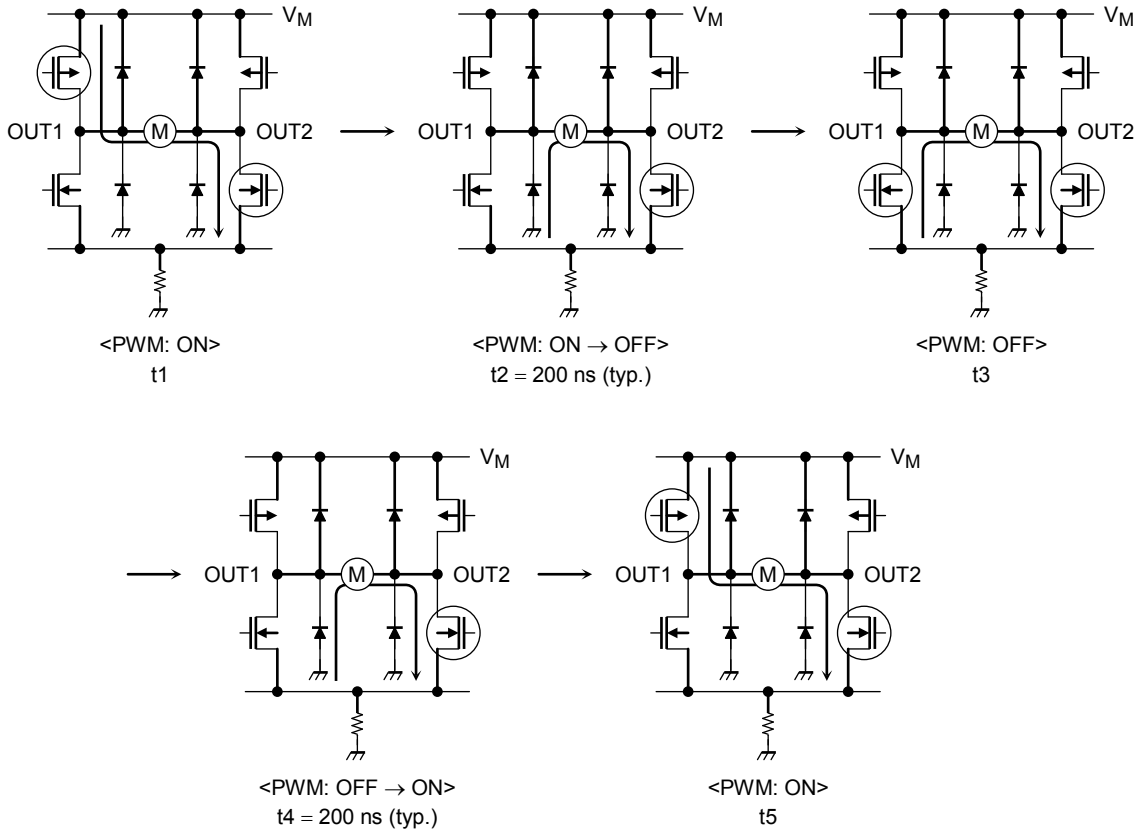 V_M
OUT1 M OUT2
<PWM: ON>
t1
V_M
OUT1 M OUT2
<PWM: ON → OFF>
t2 = 200 ns (typ.)
V_M
OUT1 M OUT2
<PWM: OFF>
t3
V_M
OUT1 M OUT2
<PWM: OFF → ON>
t4 = 200 ns (typ.)
V_M
OUT1 M OUT2
<PWM: ON>
t5